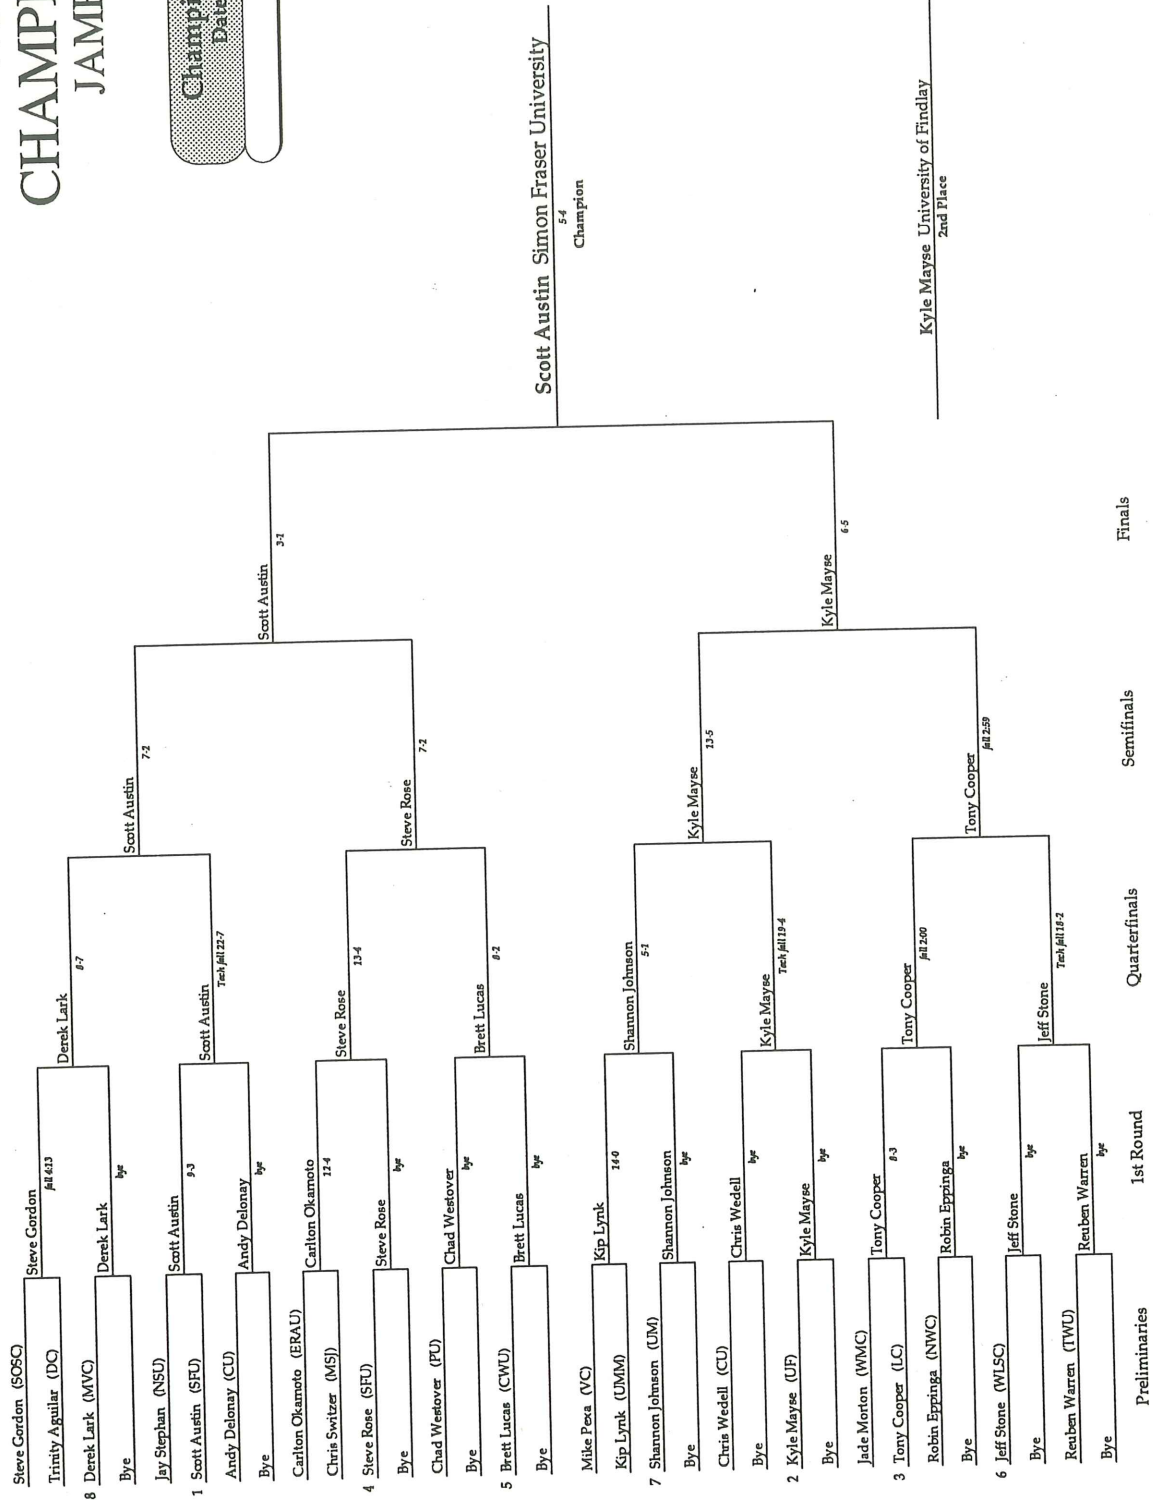 CHAMPI
JAME
Champi
Date
Steve Gordon (SOSC)
Trinity Aguilar (DC)
8 Derek Lark (MVC)
Bye
Jay Stephan (NSU)
1 Scott Austin (SFU)
Andy Delonay (CU)
Bye
Carlton Okamoto (ERAU)
Chris Switzer (MSJ)
4 Steve Rose (SFU)
Bye
Chad Westover (PU)
Bye
5 Brett Lucas (CWU)
Bye
Mike Pexa (VC)
Kip Lynk (UMM)
7 Shannon Johnson (UM)
Bye
Chris Wedell (CU)
Bye
2 Kyle Mayse (UF)
Bye
Jade Morton (WMC)
3 Tony Cooper (LC)
Robin Eppinga (NWC)
Bye
6 Jeff Stone (WLSC)
Bye
Reuben Warren (TWU)
Bye
Preliminaries
Steve Gordon
fall 4:13
Derek Lark
bye
Scott Austin
9-3
Andy Delonay
bye
Carlton Okamoto
12-4
Steve Rose
bye
Chad Westover
bye
Brett Lucas
bye
Kip Lynk
14-0
Shannon Johnson
bye
Chris Wedell
bye
Kyle Mayse
bye
Tony Cooper
8-3
Robin Eppinga
bye
Jeff Stone
bye
Reuben Warren
bye
1st Round
Derek Lark
8-7
Scott Austin
Tech fall 22-7
Steve Rose
13-4
Brett Lucas
8-2
Shannon Johnson
5-1
Kyle Mayse
Tech fall 19-4
Tony Cooper
fall 2:00
Jeff Stone
Tech fall 18-2
Quarterfinals
Scott Austin
7-2
Steve Rose
7-2
Kyle Mayse
13-5
Tony Cooper
fall 2:59
Semifinals
Scott Austin
3-1
Kyle Mayse
6-5
Finals
Scott Austin Simon Fraser University
5-4
Champion
Kyle Mayse University of Findlay
2nd Place